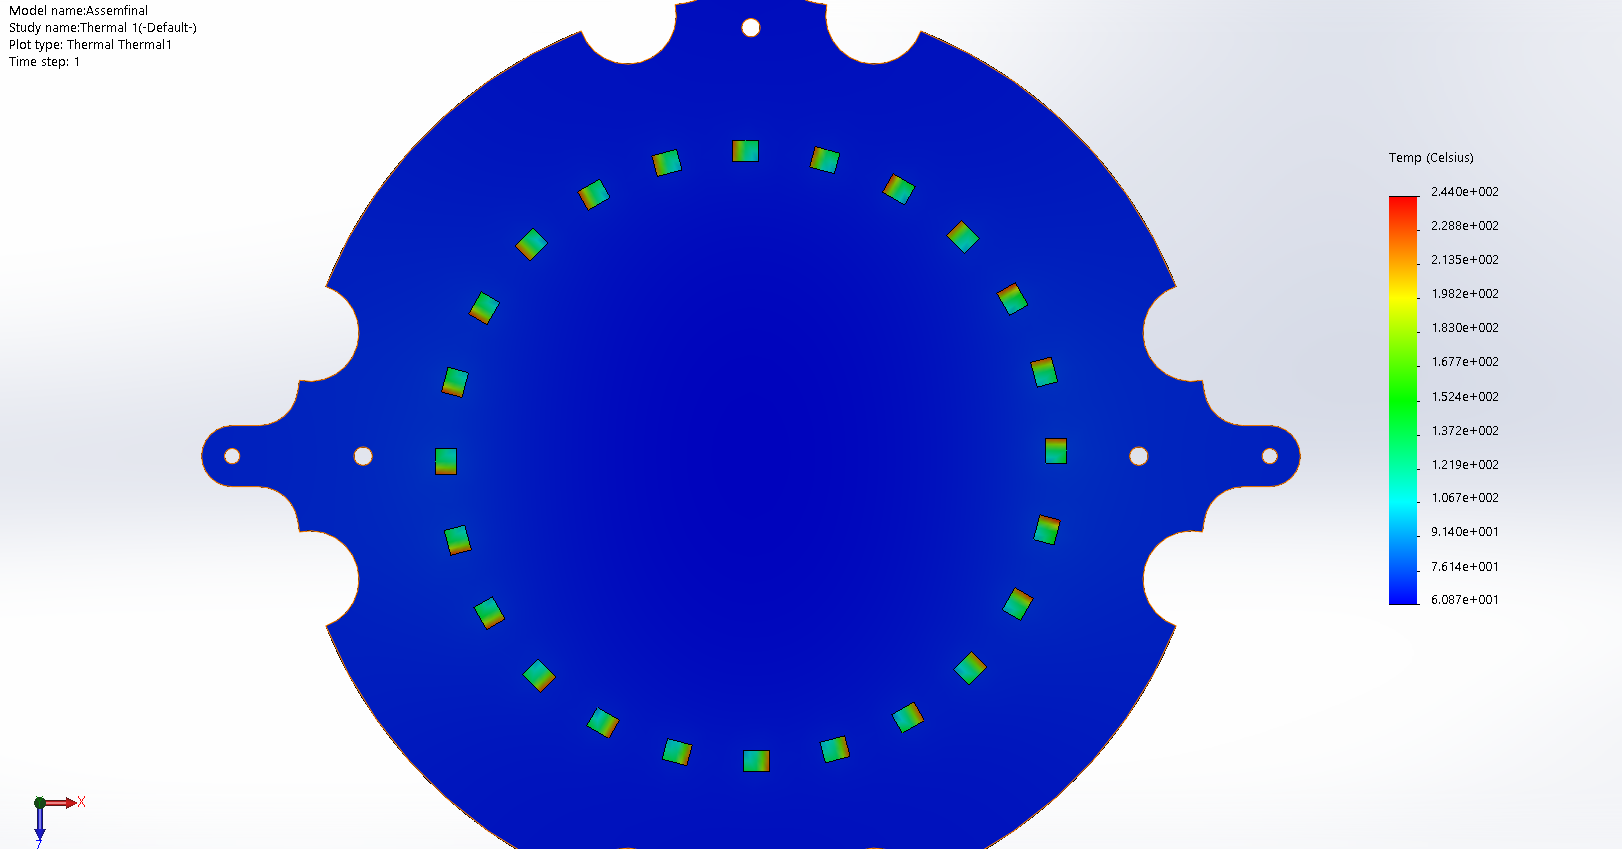 Model name:Assemfinal
Study name:Thermal 1(-Default-)
Plot type: Thermal Thermal1
Time step: 1
Temp (Celsius)
2.440e+002
2.288e+002
2.135e+002
1.982e+002
1.830e+002
1.677e+002
1.524e+002
1.372e+002
1.219e+002
1.067e+002
9.140e+001
7.614e+001
6.087e+001
X
Z